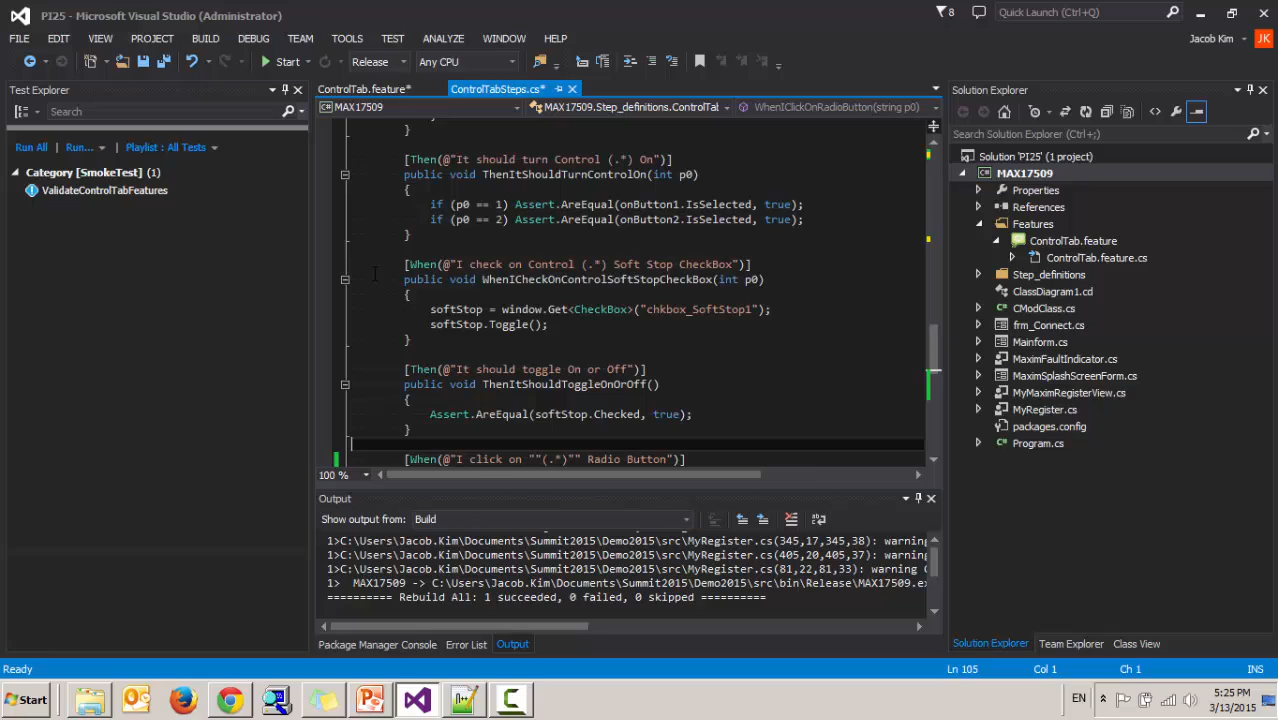 PI25 - Microsoft Visual Studio (Administrator)
8
Quick Launch (Ctrl+Q)
FILE EDIT VIEW PROJECT BUILD DEBUG TEAM TOOLS TEST ANALYZE WINDOW HELP
Jacob Kim
JK
Start
Release
Any CPU
Test Explorer
Search
Run All
Run...
Playlist : All Tests
Category [SmokeTest] (1)
ValidateControlTabFeatures
ControlTab.feature*
ControlTabSteps.cs*
MAX17509
MAX17509.Step_definitions.ControlTat
WhenIClickOnRadioButton(string p0)
}
[Then(@"It should turn Control (.*) On")]
public void ThenItShouldTurnControlOn(int p0)
{
if (p0 == 1) Assert.AreEqual(onButton1.IsSelected, true);
if (p0 == 2) Assert.AreEqual(onButton2.IsSelected, true);
}
[When(@"I check on Control (.*) Soft Stop CheckBox")]
public void WhenICheckOnControlSoftStopCheckBox(int p0)
{
softStop = window.Get<CheckBox>("chkbox_SoftStop1");
softStop.Toggle();
}
[Then(@"It should toggle On or Off")]
public void ThenItShouldToggleOnOrOff()
{
Assert.AreEqual(softStop.Checked, true);
}
[When(@"I click on ""(.*)"" Radio Button")]
100 %
Output
Show output from:
Build
1>C:\Users\Jacob.Kim\Documents\Summit2015\Demo2015\src\MyRegister.cs(345,17,345,38): warning
1>C:\Users\Jacob.Kim\Documents\Summit2015\Demo2015\src\MyRegister.cs(405,20,405,37): warning
1>C:\Users\Jacob.Kim\Documents\Summit2015\Demo2015\src\MyRegister.cs(81,22,81,33): warning
1>  MAX17509 -> C:\Users\Jacob.Kim\Documents\Summit2015\Demo2015\src\bin\Release\MAX17509.e
========== Rebuild All: 1 succeeded, 0 failed, 0 skipped ==========
Package Manager Console
Error List
Output
Solution Explorer
Search Solution Explorer (Ctrl+;)
Solution 'PI25' (1 project)
MAX17509
Properties
References
Features
ControlTab.feature
ControlTab.feature.cs
Step_definitions
ClassDiagram1.cd
CModClass.cs
frm_Connect.cs
Mainform.cs
MaximFaultIndicator.cs
MaximSplashScreenForm.cs
MyMaximRegisterView.cs
MyRegister.cs
packages.config
Program.cs
Solution Explorer
Team Explorer
Class View
Ready
Ln 105
Col 1
Ch 1
INS
Start
EN
5:25 PM
3/13/2015